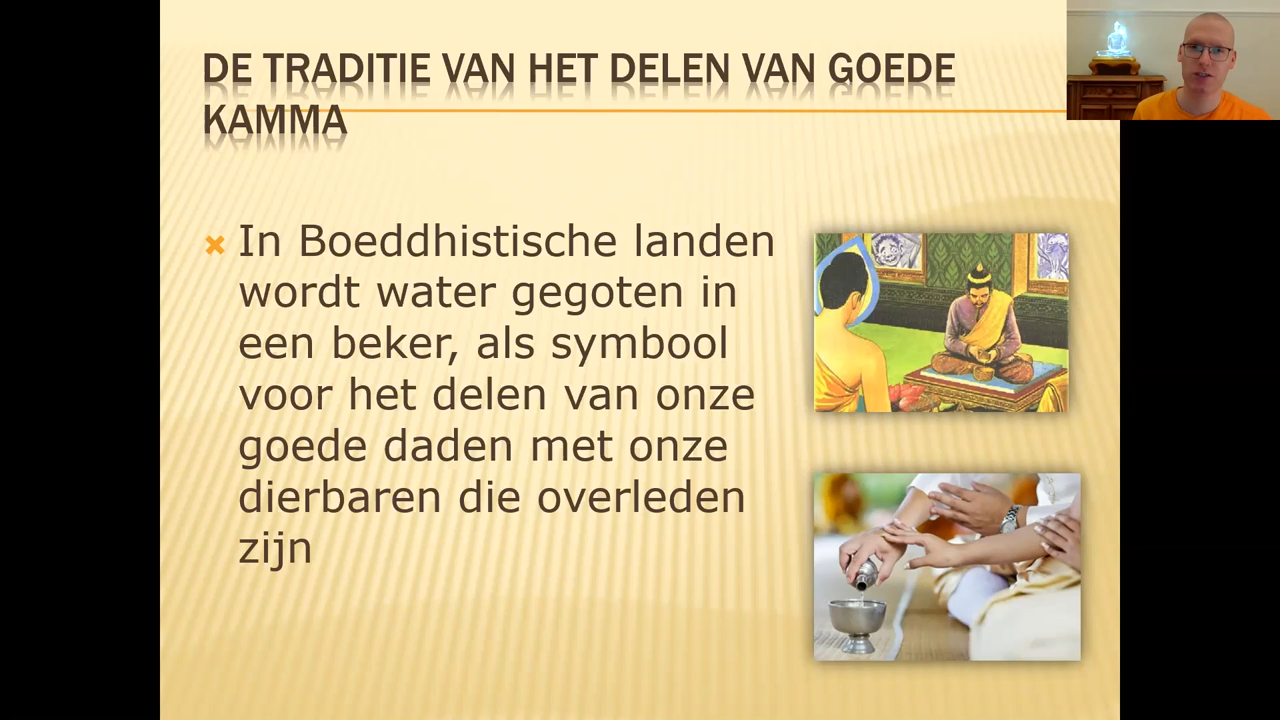 DE TRADITIE VAN HET DELEN VAN GOEDE
KAMMA
In Boeddhistische landen
wordt water gegoten in
een beker, als symbool
voor het delen van onze
goede daden met onze
dierbaren die overleden
zijn